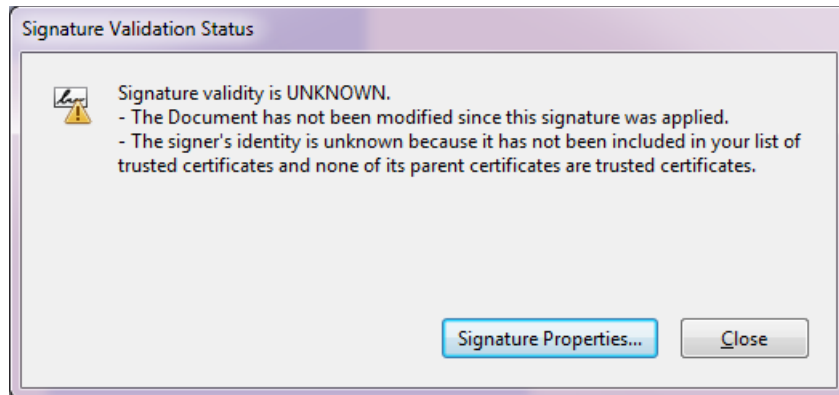 Signature Validation Status
Signature validity is UNKNOWN.
- The Document has not been modified since this signature was applied.
- The signer's identity is unknown because it has not been included in your list of
trusted certificates and none of its parent certificates are trusted certificates.
Signature Properties...
Close